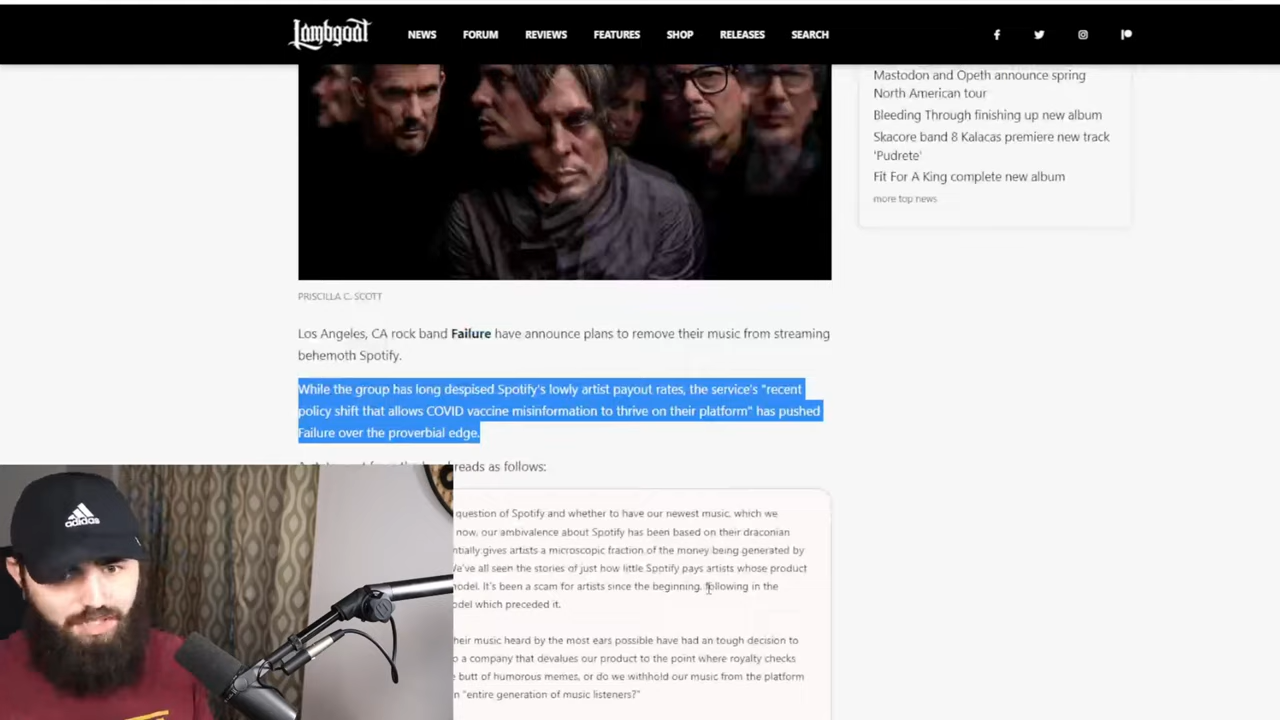 Lambgoat
NEWS FORUM REVIEWS FEATURES SHOP RELEASES SEARCH
Mastodon and Opeth announce spring
North American tour
Bleeding Through finishing up new album
Skacore band 8 Kalacas premiere new track
'Pudrete'
Fit For A King complete new album
more top news
PRISCILLA C. SCOTT
Los Angeles, CA rock band Failure have announce plans to remove their music from streaming
behemoth Spotify.
While the group has long despised Spotify's lowly artist payout rates, the service's "recent
policy shift that allows COVID vaccine misinformation to thrive on their platform" has pushed
Failure over the proverbial edge.
reads as follows:
question of Spotify and whether to have our newest music, which we
now, our ambivalence about Spotify has been based on their draconian
gives artists a microscopic fraction of the money being generated by
We've all seen the stories of just how little Spotify pays artists whose product
It's been a scam for artists since the beginning, following in the
which preceded it.
their music heard by the most ears possible have had an tough decision to
a company that devalues our product to the point where royalty checks
butt of humorous memes, or do we withhold our music from the platform
"entire generation of music listeners?"
adidas